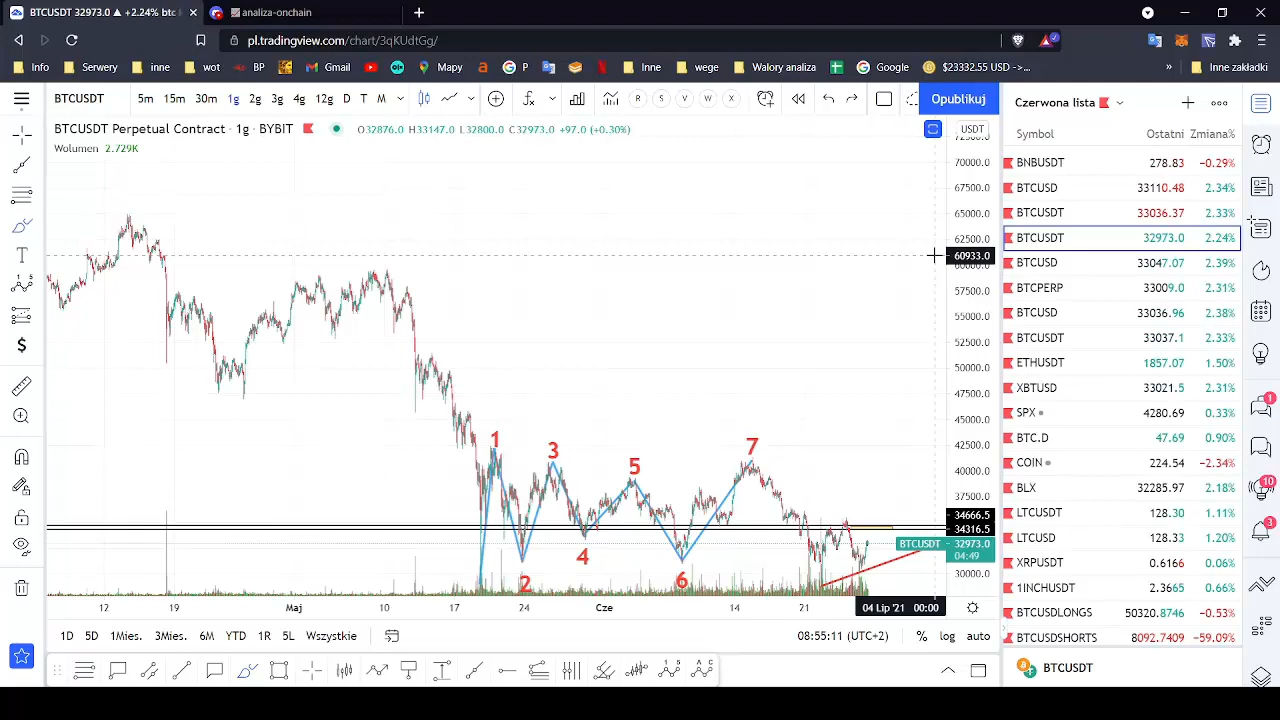 BTCUSDT 32973.0 ▲ +2.24% btc
analiza-onchain
pl.tradingview.com/chart/3qKUdtGg/
Info Serwery inne wot BP Gmail Mapy P Google $23332.55 USD ->... Inne wege Walory analiza Inne zakładki
BTCUSDT 5m 15m 30m 1g 2g 3g 4g 12g D T M Opublikuj
Czerwona lista
BTCUSDT Perpetual Contract · 1g · BYBIT O32876.0 H33147.0 L32800.0 C32973.0 +97.0 (+0.30%) USDT
Wolumen 2.729K
Symbol Ostatni Zmiana%
BNBUSDT 278.83 -0.29%
BTCUSD 33110.48 2.34%
BTCUSDT 33036.37 2.33%
BTCUSDT 32973.0 2.24%
BTCUSD 33047.07 2.39%
BTCPERP 33009.0 2.31%
BTCUSD 33036.96 2.38%
BTCUSDT 33037.1 2.33%
ETHUSDT 1857.07 1.50%
XBTUSD 33021.5 2.31%
SPX 4280.69 0.33%
BTC.D 47.69 0.90%
COIN 224.54 -2.34%
BLX 32285.97 2.18%
LTCUSDT 128.30 1.11%
LTCUSD 128.33 1.20%
XRPUSDT 0.6166 0.06%
1INCHUSDT 2.3665 0.66%
BTCUSDLONGS 50320.8746 -0.53%
BTCUSDSHORTS 8092.7409 -59.09%
BTCUSDT
70000.0
67500.0
65000.0
62500.0
60933.0
60000.0
57500.0
55000.0
52500.0
50000.0
47500.0
45000.0
42500.0
40000.0
37500.0
34666.5
34316.5
BTCUSDT 32973.0
04:49
30000.0
1
2
3
4
5
6
7
12 19 Maj 10 17 24 Cze 14 21 04 Lip '21 00:00
1D 5D 1Mies. 3Mies. 6M YTD 1R 5L Wszystkie 08:55:11 (UTC+2) % log auto